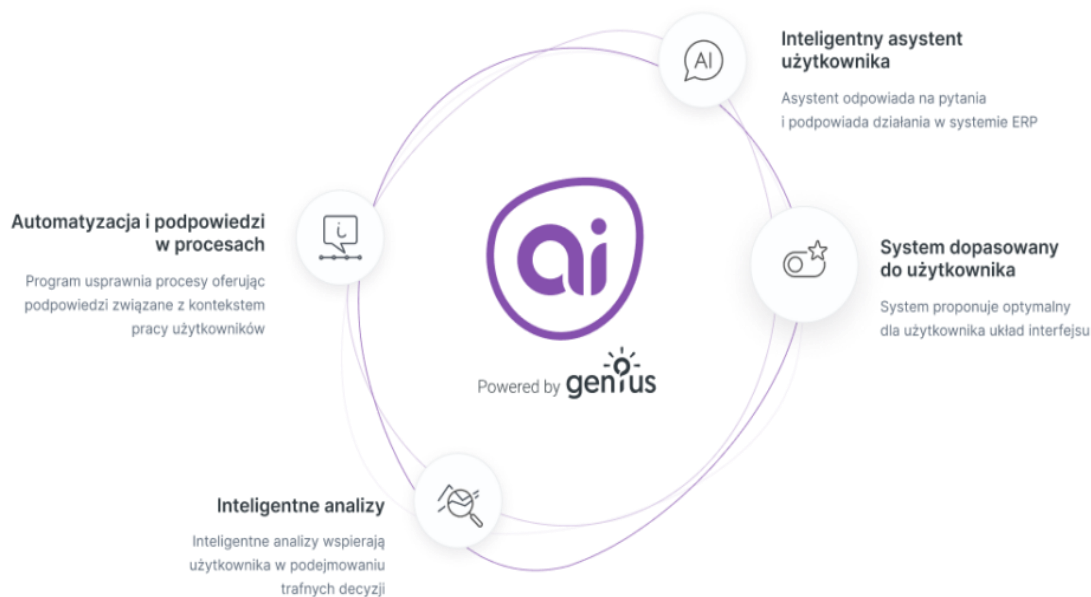 AI
Inteligentny asystent
użytkownika
Asystent odpowiada na pytania
i podpowiada działania w systemie ERP
Automatyzacja i podpowiedzi
w procesach
Program usprawnia procesy oferując
podpowiedzi związane z kontekstem
pracy użytkowników
ai
Powered by genius
System dopasowany
do użytkownika
System proponuje optymalny
dla użytkownika układ interfejsu
Inteligentne analizy
Inteligentne analizy wspierają
użytkownika w podejmowaniu
trafnych decyzji